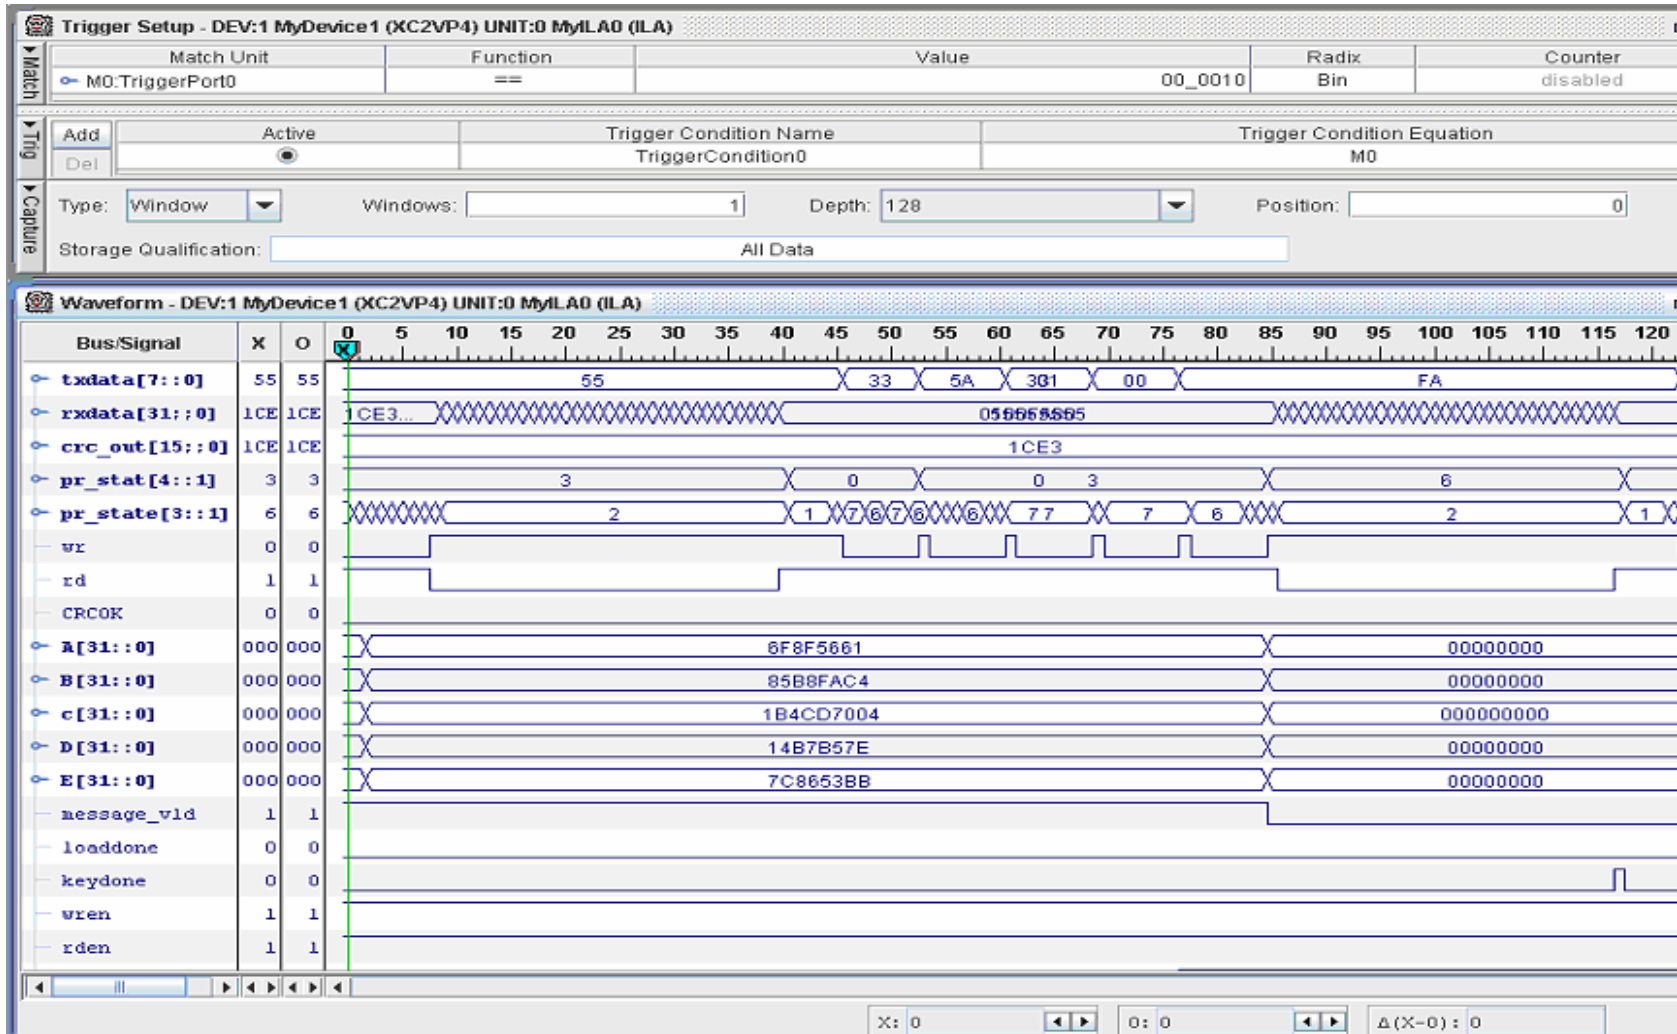 Trigger Setup - DEV:1 MyDevice1 (XC2VP4) UNIT:0 MyILA0 (ILA)
Match
Match Unit Function Value Radix Counter
M0:TriggerPort0 == 00_0010 Bin disabled
Trig
Add Active Trigger Condition Name Trigger Condition Equation
Del TriggerCondition0 M0
Capture
Type: Window Windows: 1 Depth: 128 Position: 0
Storage Qualification: All Data
Waveform - DEV:1 MyDevice1 (XC2VP4) UNIT:0 MyILA0 (ILA)
Bus/Signal X O 0 5 10 15 20 25 30 35 40 45 50 55 60 65 70 75 80 85 90 95 100 105 110 115 120
X
txdata[7::0] 55 55 55 33 5A 00 FA
rxdata[31;;0] 1CE 1CE 1CE3...
crc_out[15;;0] 1CE 1CE 1CE3
pr_stat[4::1] 3 3 3 0 0 3 6
pr_state[3::1] 6 6 2 1 7 6 7 6 6 7 7 7 6 2 1
wr 0 0
rd 1 1
CRCOK 0 0
A[31::0] 000 000 6F8F5661 00000000
B[31::0] 000 000 85B8FAC4 00000000
c[31::0] 000 000 1B4CD7004 000000000
D[31::0] 000 000 14B7B57E 00000000
E[31::0] 000 000 7C8653BB 00000000
message_vld 1 1
loaddone 0 0
keydone 0 0
wren 1 1
rden 1 1
X: 0 O: 0 Δ(X-O): 0